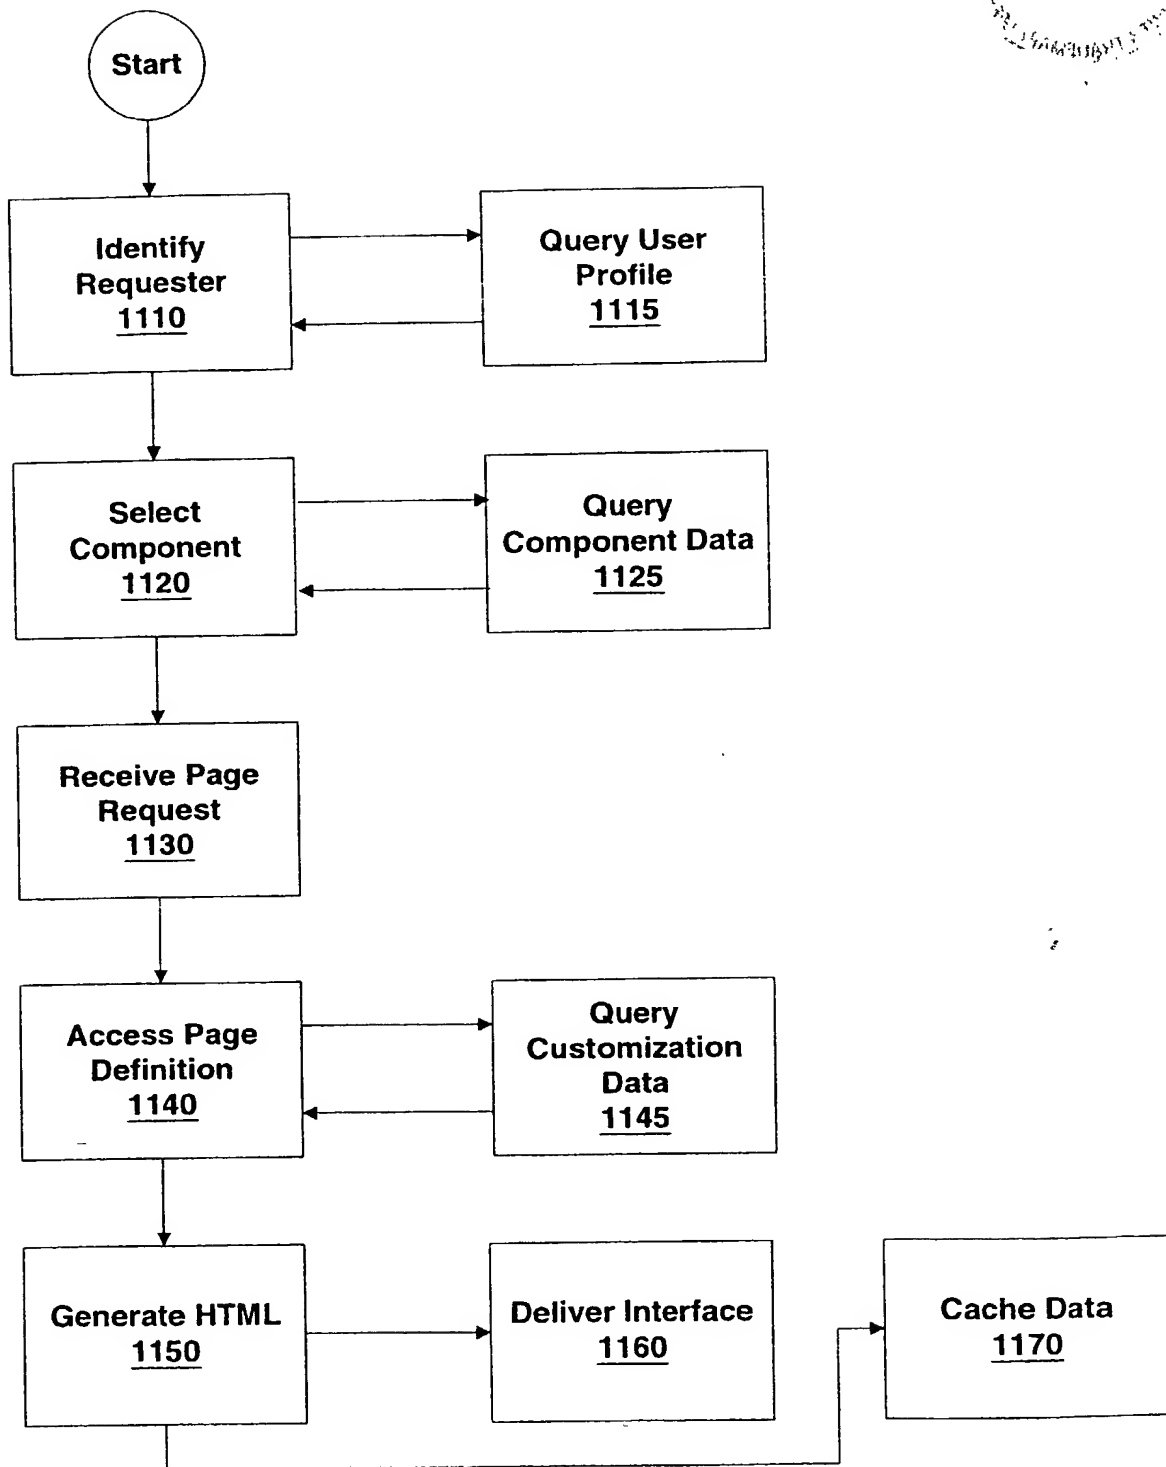 Start
Identify
Requester
1110
Query User
Profile
1115
Select
Component
1120
Query
Component Data
1125
Receive Page
Request
1130
Access Page
Definition
1140
Query
Customization
Data
1145
Generate HTML
1150
Deliver Interface
1160
Cache Data
1170